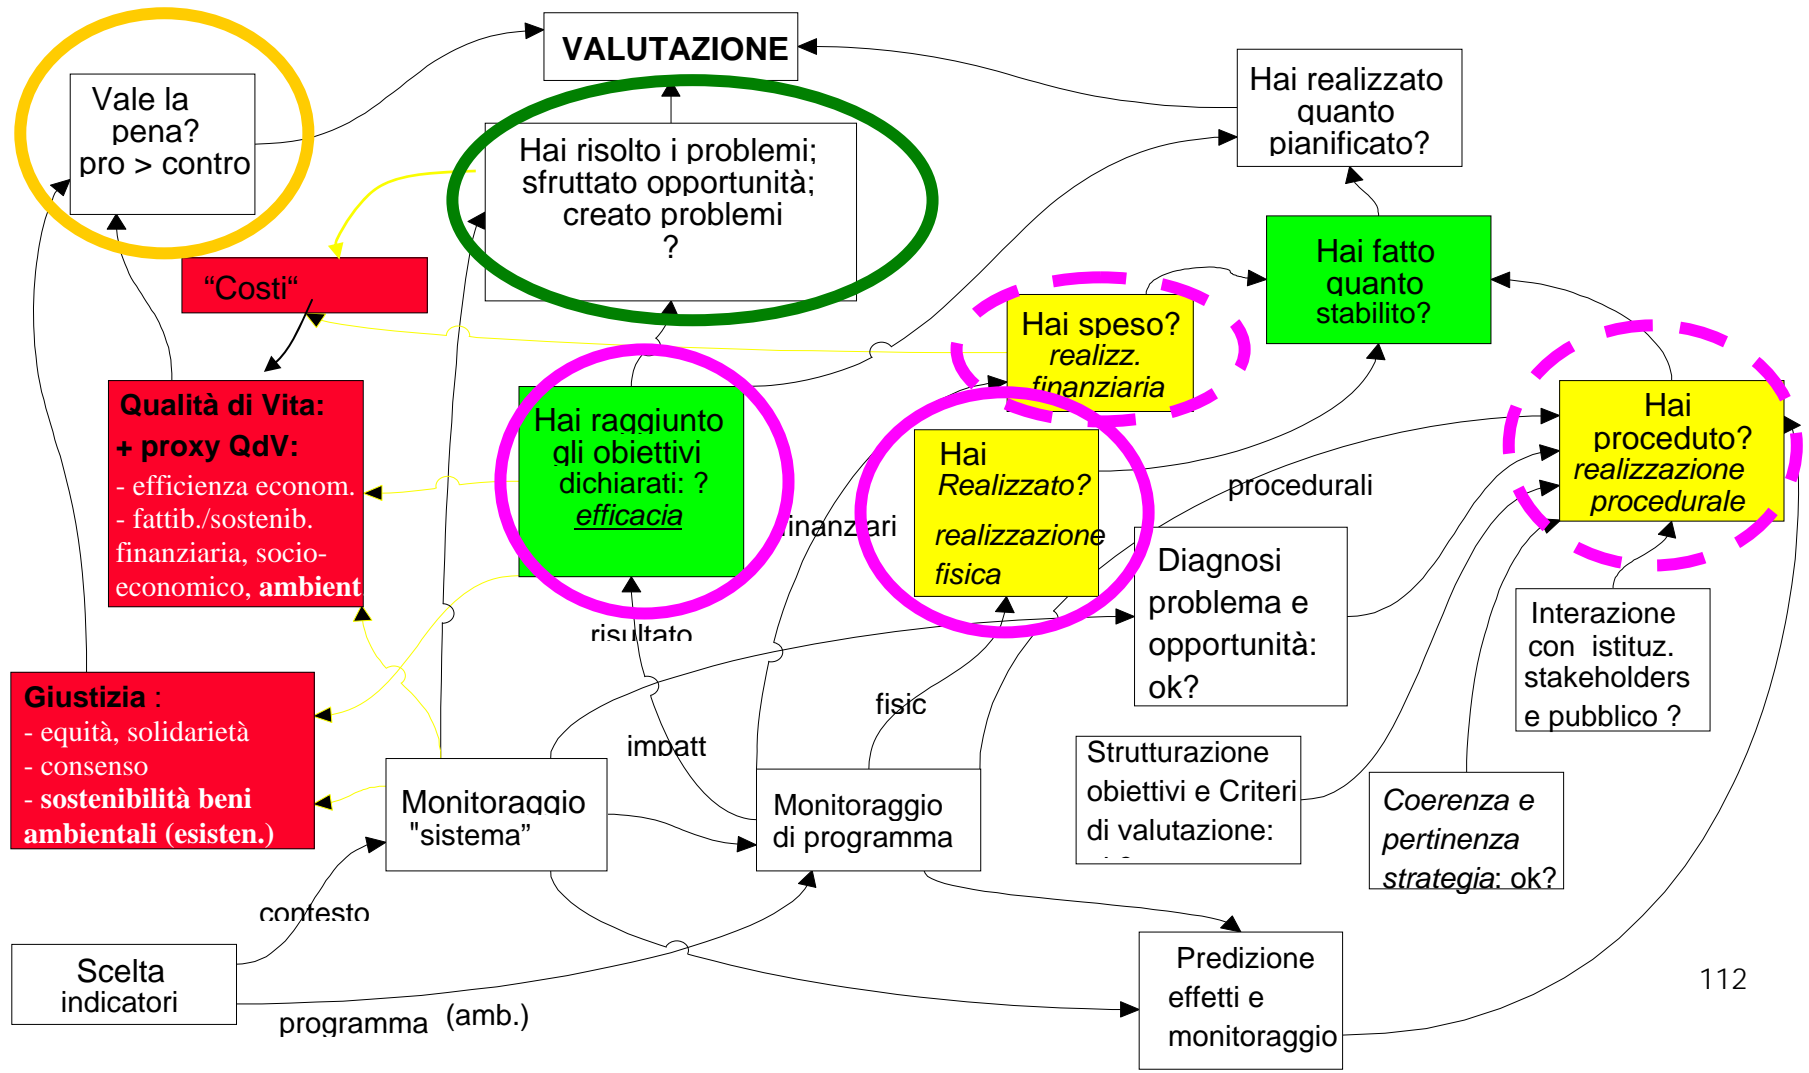 VALUTAZIONE
Vale la
pena?
pro > contro
Hai risolto i problemi;
sfruttato opportunità;
creato problemi
?
Hai realizzato
quanto
pianificato?
"Costi"
Hai fatto
quanto
stabilito?
Hai speso?
realizz.
finanziaria
Qualità di Vita:
+ proxy QdV:
- efficienza econom.
- fattib./sostenib.
finanziaria, socio-
economico, ambient
Hai raggiunto
gli obiettivi
dichiarati: ?
efficacia
Hai
Realizzato?
realizzazione
fisica
Hai
proceduto?
realizzazione
procedurale
finanziari
procedurali
risultato
fisic
impatt
Diagnosi
problema e
opportunità:
ok?
Interazione
con istituz.
stakeholders
e pubblico ?
Giustizia :
- equità, solidarietà
- consenso
- sostenibilità beni
ambientali (esisten.)
Monitoraggio
"sistema"
Monitoraggio
di programma
Strutturazione
obiettivi e Criteri
di valutazione:
Coerenza e
pertinenza
strategia: ok?
contesto
Scelta
indicatori
programma (amb.)
Predizione
effetti e
monitoraggio
112